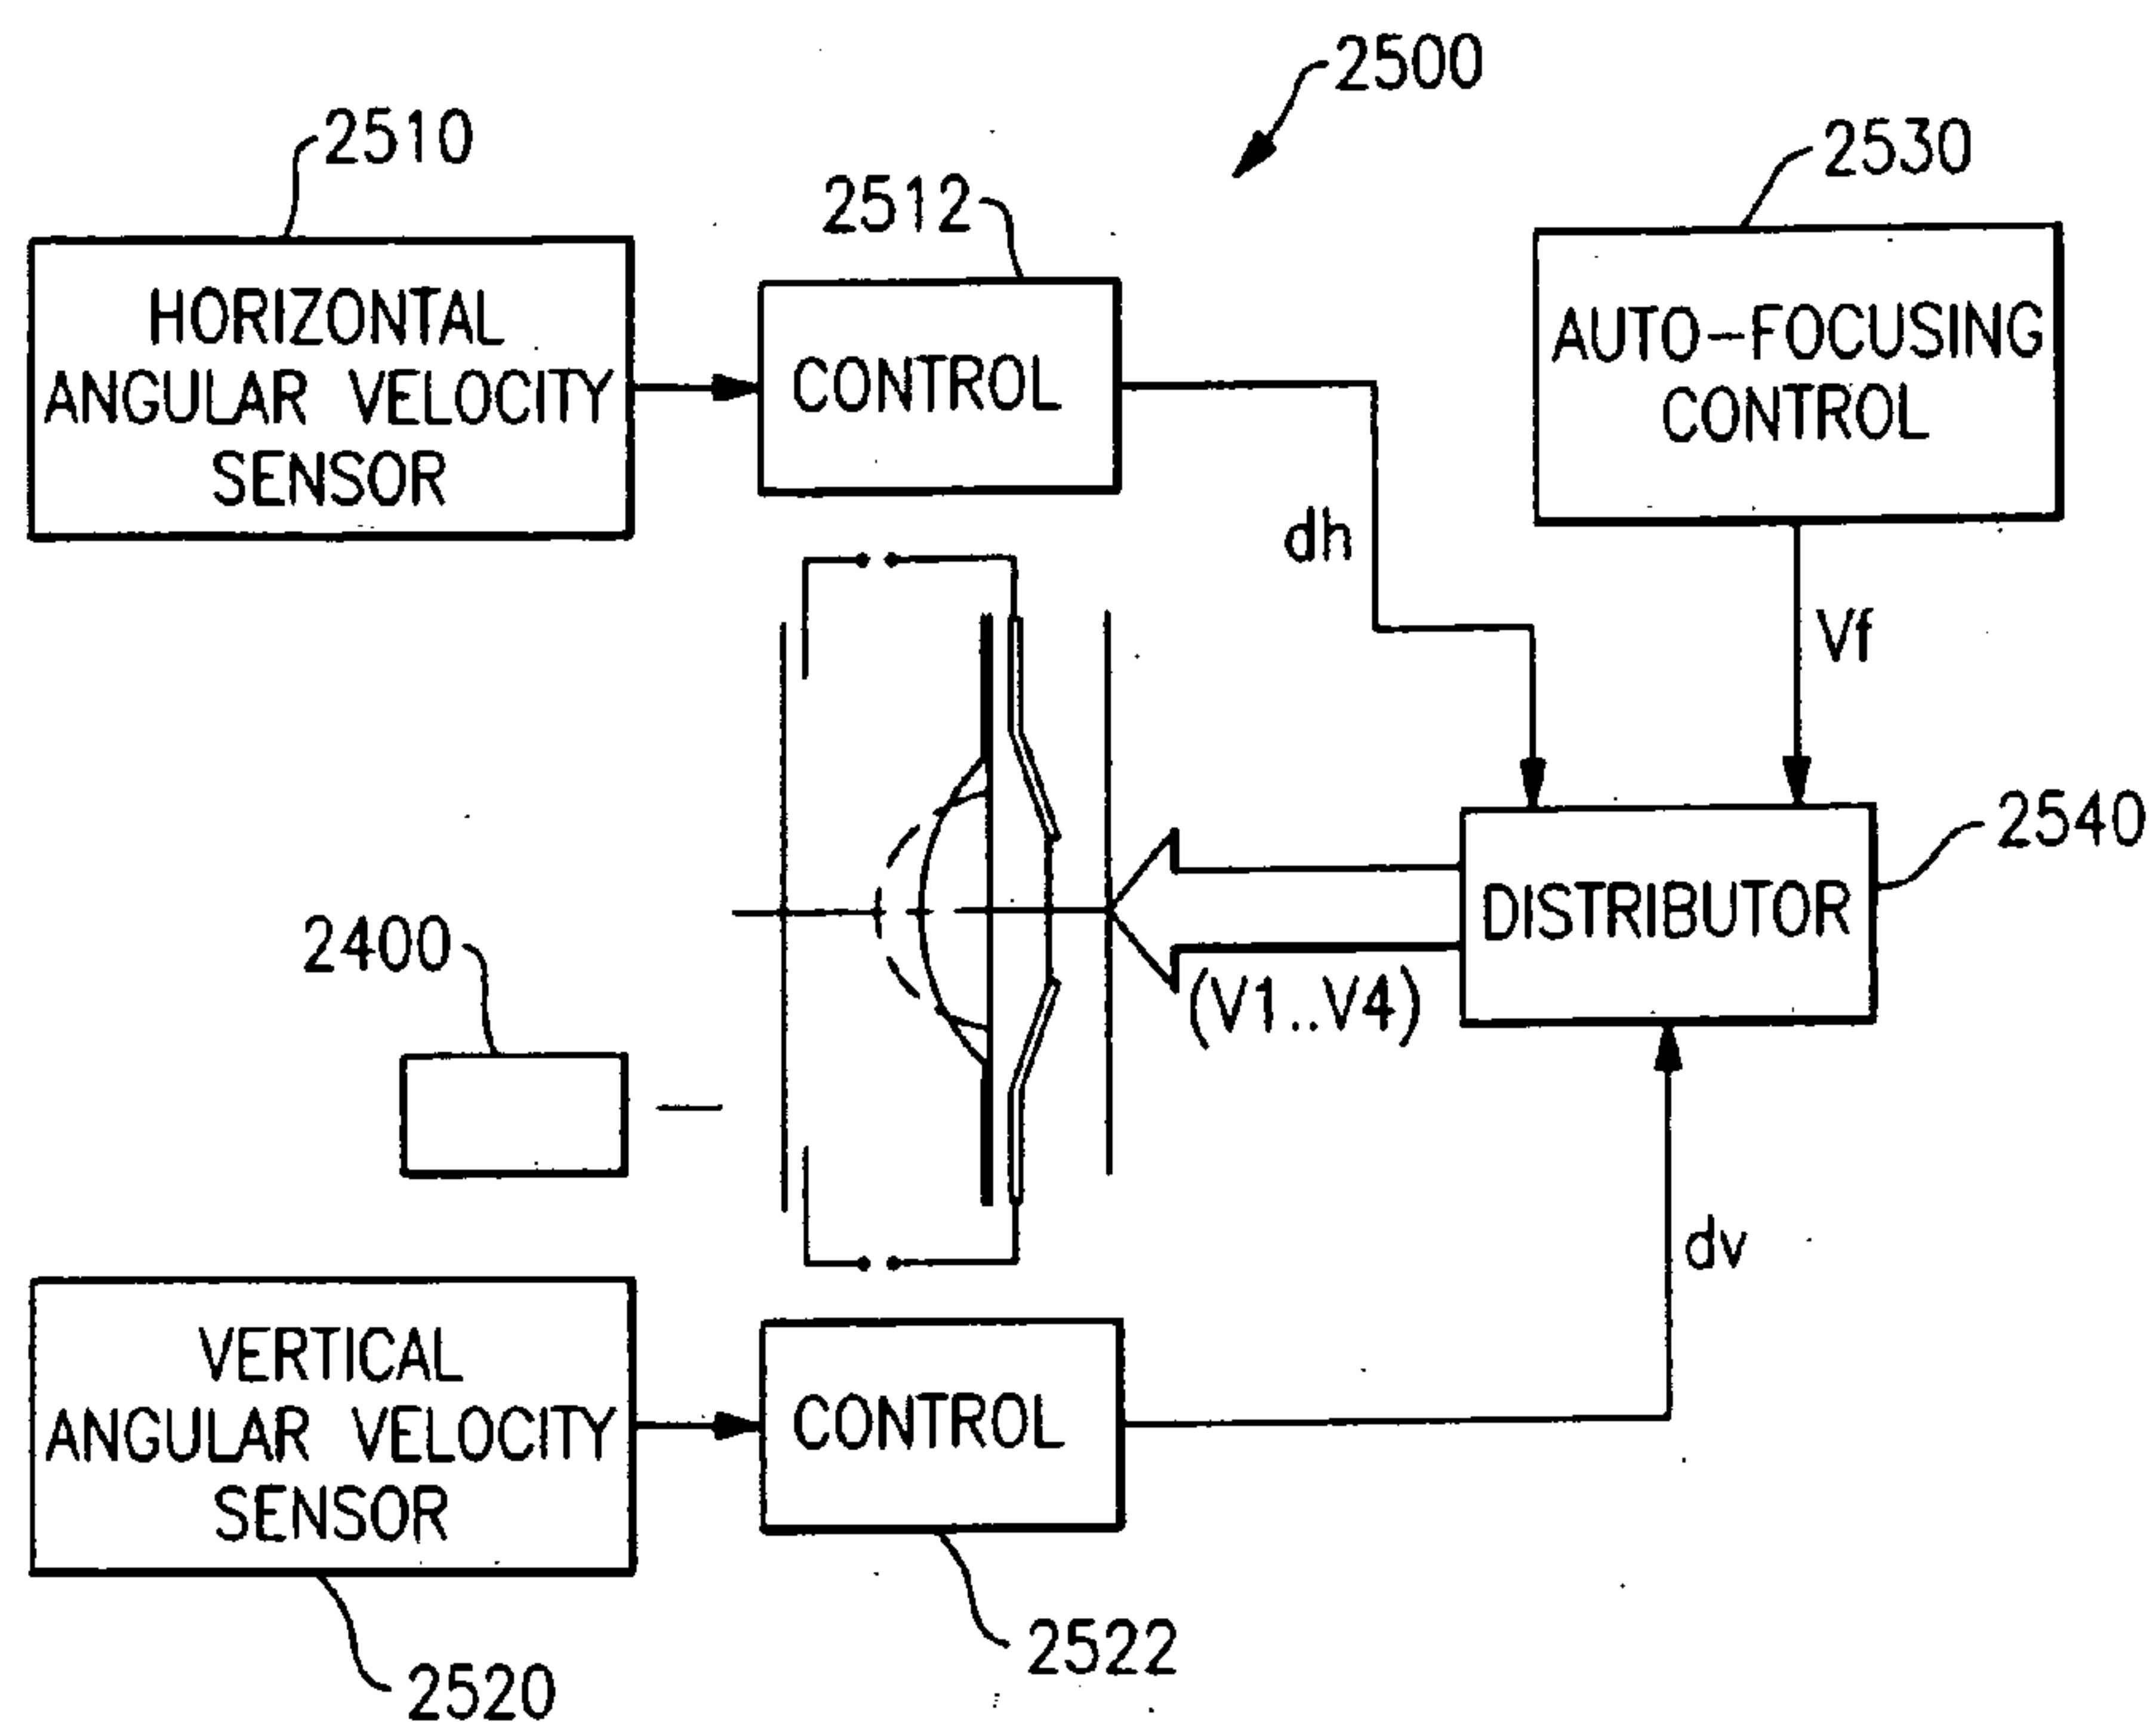 2500
2510
2512
2530
HORIZONTAL
ANGULAR VELOCITY
SENSOR
CONTROL
AUTO-FOCUSING
CONTROL
dh
Vf
2540
DISTRIBUTOR
2400
(V1..V4)
dv
VERTICAL
ANGULAR VELOCITY
SENSOR
CONTROL
2522
2520